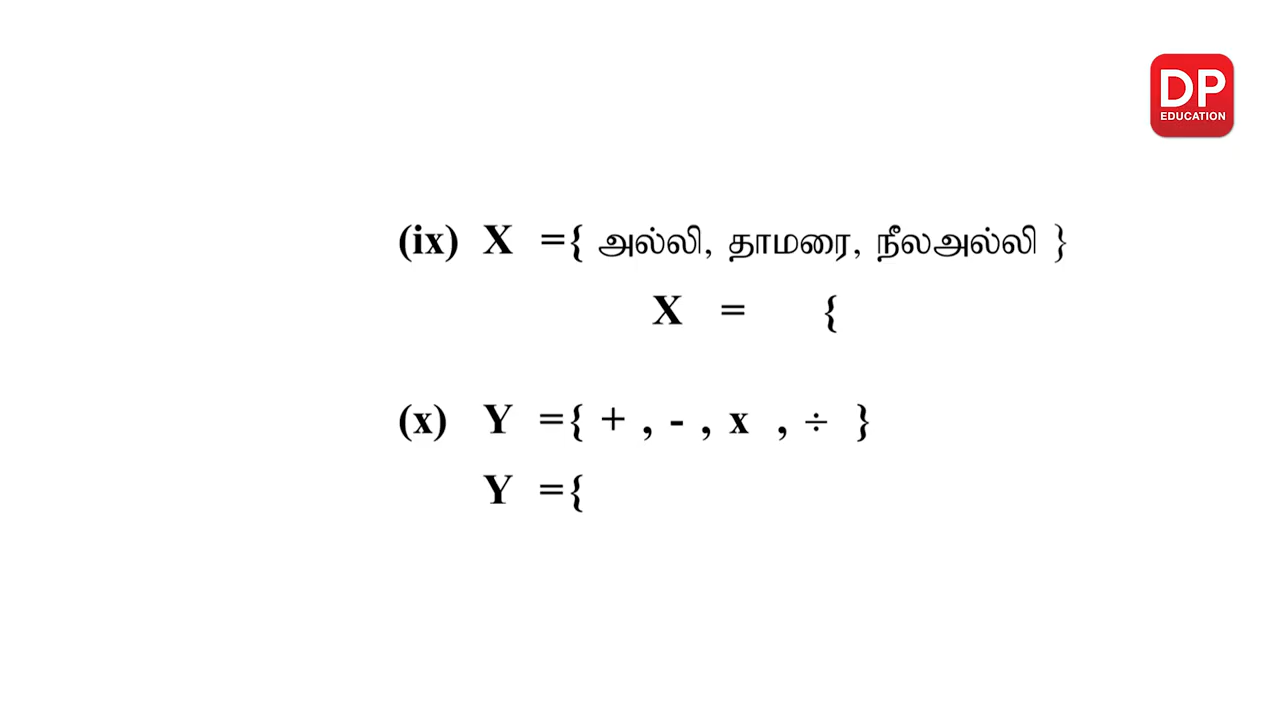 DP
EDUCATION
(ix) X ={ அல்லி, தாமரை, நீலஅல்லி }
X = {
(x) Y ={ + , - , x , ÷ }
Y ={